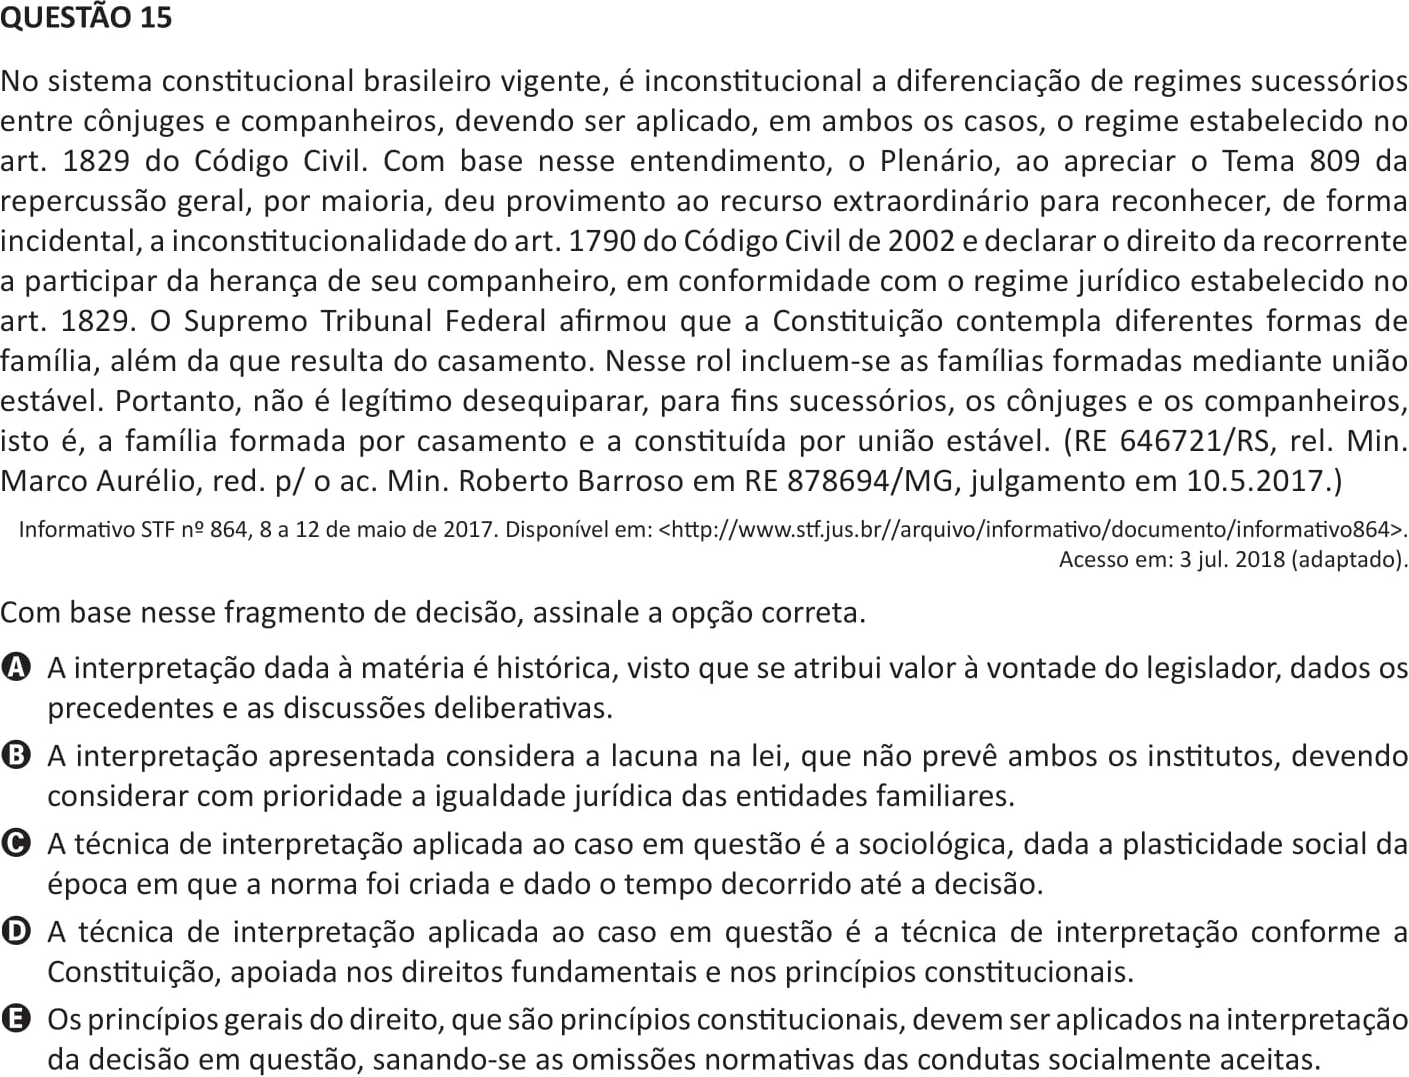 QUESTÃO 15
No sistema constitucional brasileiro vigente, é inconstitucional a diferenciação de regimes sucessórios
entre cônjuges e companheiros, devendo ser aplicado, em ambos os casos, o regime estabelecido no
art. 1829 do Código Civil. Com base nesse entendimento, o Plenário, ao apreciar o Tema 809 da
repercussão geral, por maioria, deu provimento ao recurso extraordinário para reconhecer, de forma
incidental, a inconstitucionalidade do art. 1790 do Código Civil de 2002 e declarar o direito da recorrente
a participar da herança de seu companheiro, em conformidade com o regime jurídico estabelecido no
art. 1829. O Supremo Tribunal Federal afirmou que a Constituição contempla diferentes formas de
família, além da que resulta do casamento. Nesse rol incluem-se as famílias formadas mediante união
estável. Portanto, não é legítimo desequiparar, para fins sucessórios, os cônjuges e os companheiros,
isto é, a família formada por casamento e a constituída por união estável. (RE 646721/RS, rel. Min.
Marco Aurélio, red. p/ o ac. Min. Roberto Barroso em RE 878694/MG, julgamento em 10.5.2017.)
Informativo STF nº 864, 8 a 12 de maio de 2017. Disponível em: <http://www.stf.jus.br//arquivo/informativo/documento/informativo864>.
Acesso em: 3 jul. 2018 (adaptado).
Com base nesse fragmento de decisão, assinale a opção correta.
A A interpretação dada à matéria é histórica, visto que se atribui valor à vontade do legislador, dados os
precedentes e as discussões deliberativas.
B A interpretação apresentada considera a lacuna na lei, que não prevê ambos os institutos, devendo
considerar com prioridade a igualdade jurídica das entidades familiares.
C A técnica de interpretação aplicada ao caso em questão é a sociológica, dada a plasticidade social da
época em que a norma foi criada e dado o tempo decorrido até a decisão.
D A técnica de interpretação aplicada ao caso em questão é a técnica de interpretação conforme a
Constituição, apoiada nos direitos fundamentais e nos princípios constitucionais.
E Os princípios gerais do direito, que são princípios constitucionais, devem ser aplicados na interpretação
da decisão em questão, sanando-se as omissões normativas das condutas socialmente aceitas.